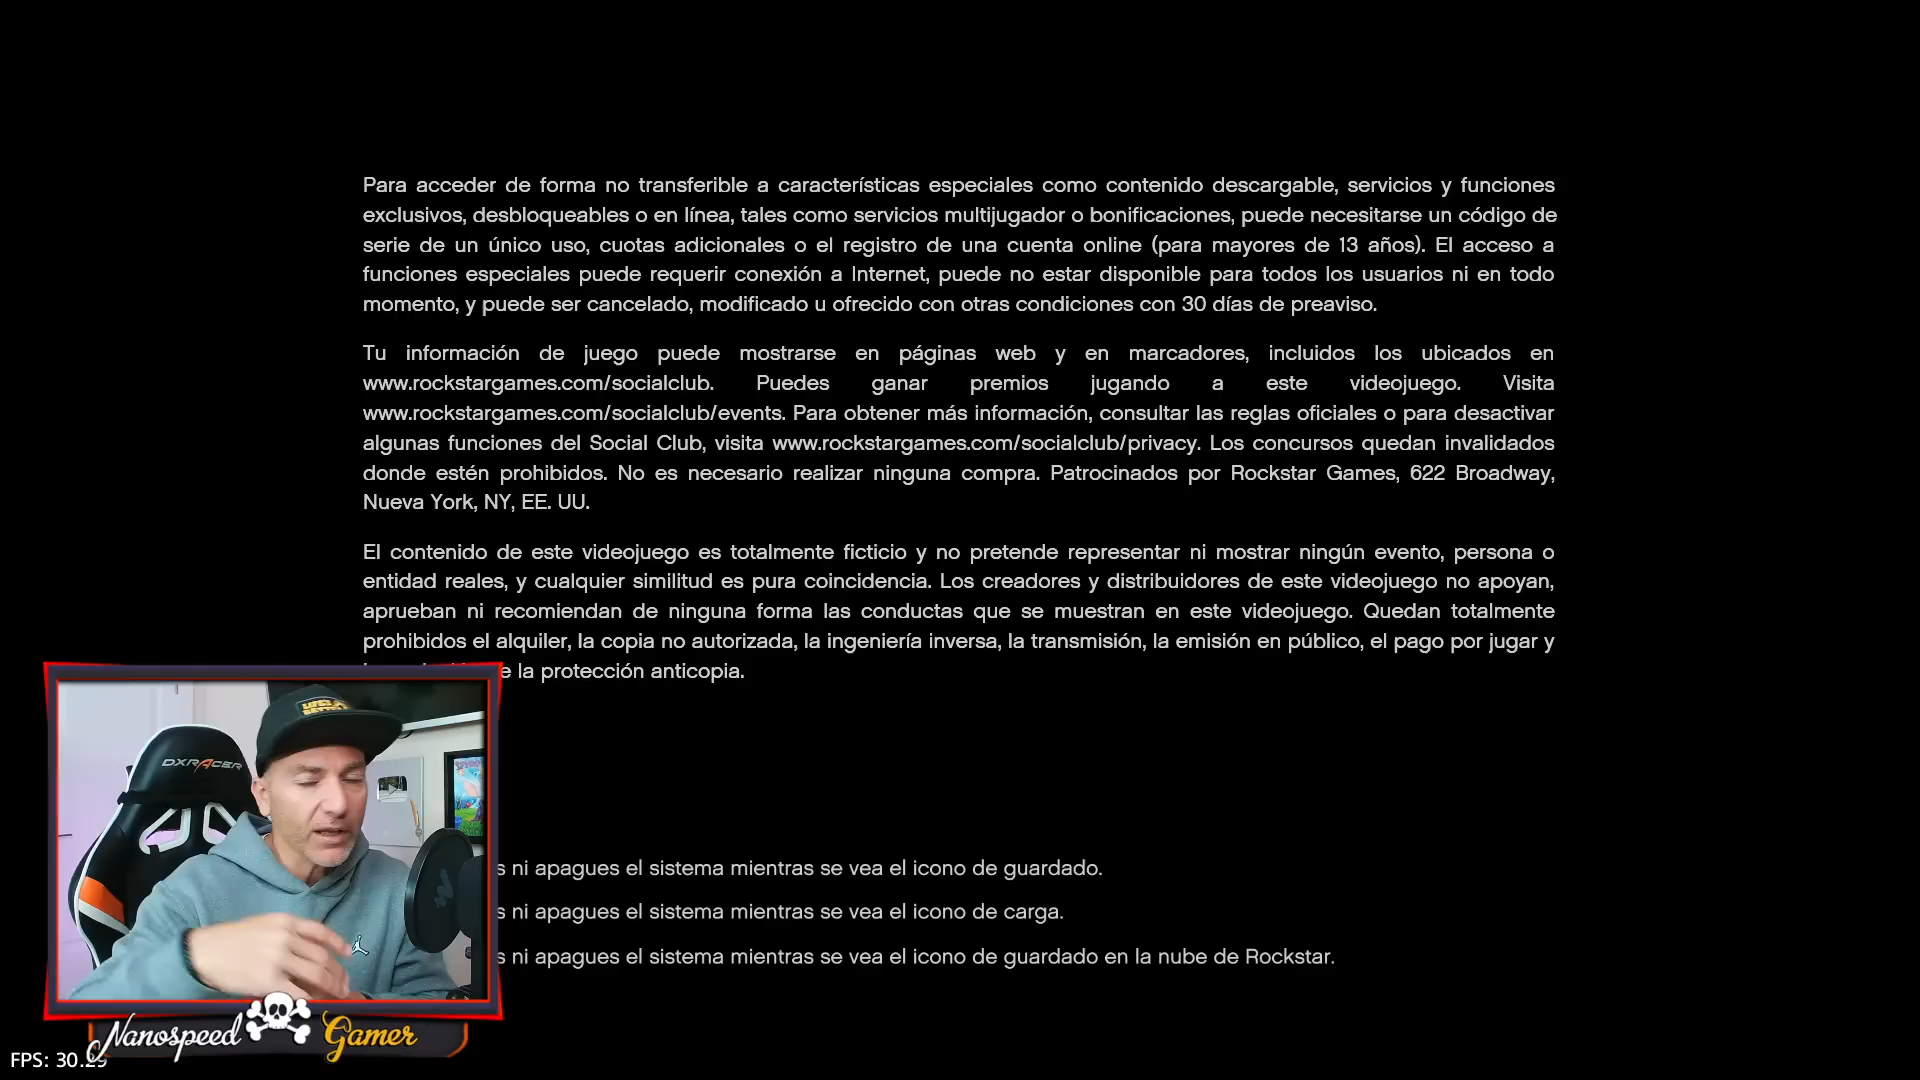 Para acceder de forma no transferible a características especiales como contenido descargable, servicios y funciones
exclusivos, desbloqueables o en línea, tales como servicios multijugador o bonificaciones, puede necesitarse un código de
serie de un único uso, cuotas adicionales o el registro de una cuenta online (para mayores de 13 años). El acceso a
funciones especiales puede requerir conexión a Internet, puede no estar disponible para todos los usuarios ni en todo
momento, y puede ser cancelado, modificado u ofrecido con otras condiciones con 30 días de preaviso.
Tu información de juego puede mostrarse en páginas web y en marcadores, incluidos los ubicados en
www.rockstargames.com/socialclub. Puedes ganar premios jugando a este videojuego. Visita
www.rockstargames.com/socialclub/events. Para obtener más información, consultar las reglas oficiales o para desactivar
algunas funciones del Social Club, visita www.rockstargames.com/socialclub/privacy. Los concursos quedan invalidados
donde estén prohibidos. No es necesario realizar ninguna compra. Patrocinados por Rockstar Games, 622 Broadway,
Nueva York, NY, EE. UU.
El contenido de este videojuego es totalmente ficticio y no pretende representar ni mostrar ningún evento, persona o
entidad reales, y cualquier similitud es pura coincidencia. Los creadores y distribuidores de este videojuego no apoyan,
aprueban ni recomiendan de ninguna forma las conductas que se muestran en este videojuego. Quedan totalmente
prohibidos el alquiler, la copia no autorizada, la ingeniería inversa, la transmisión, la emisión en público, el pago por jugar y
la protección anticopia.
ni apagues el sistema mientras se vea el icono de guardado.
ni apagues el sistema mientras se vea el icono de carga.
ni apagues el sistema mientras se vea el icono de guardado en la nube de Rockstar.
DXRACER
Nanospeed Gamer
FPS: 30.29